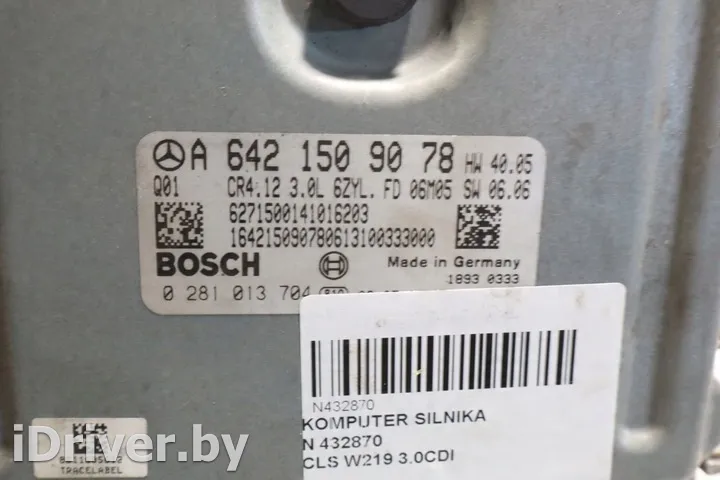 A 642 150 90 78 HW 40.05
Q01 CR4.12 3.0L 6ZYL. FD 06M05 SW 06.06
6271500141016203
16421509078061310033​3000
BOSCH Made in Germany
1893 0333
0 281 013 704
N432870
KOMPUTER SILNIKA
N 432870
CLS W219 3.0CDI
TRACELABEL
iDriver.by